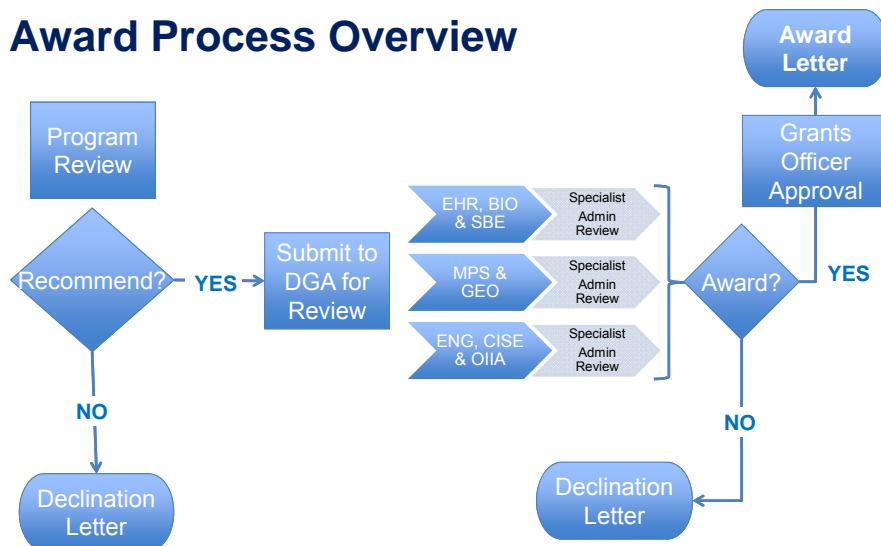 Award Process Overview
Award
Letter
Program
Review
Grants
Officer
Approval
EHR, BIO
& SBE
Specialist
Admin
Review
Recommend?
YES
Submit to
DGA for
Review
MPS &
GEO
Specialist
Admin
Review
Award?
YES
ENG, CISE
& OIIA
Specialist
Admin
Review
NO
NO
Declination
Letter
Declination
Letter